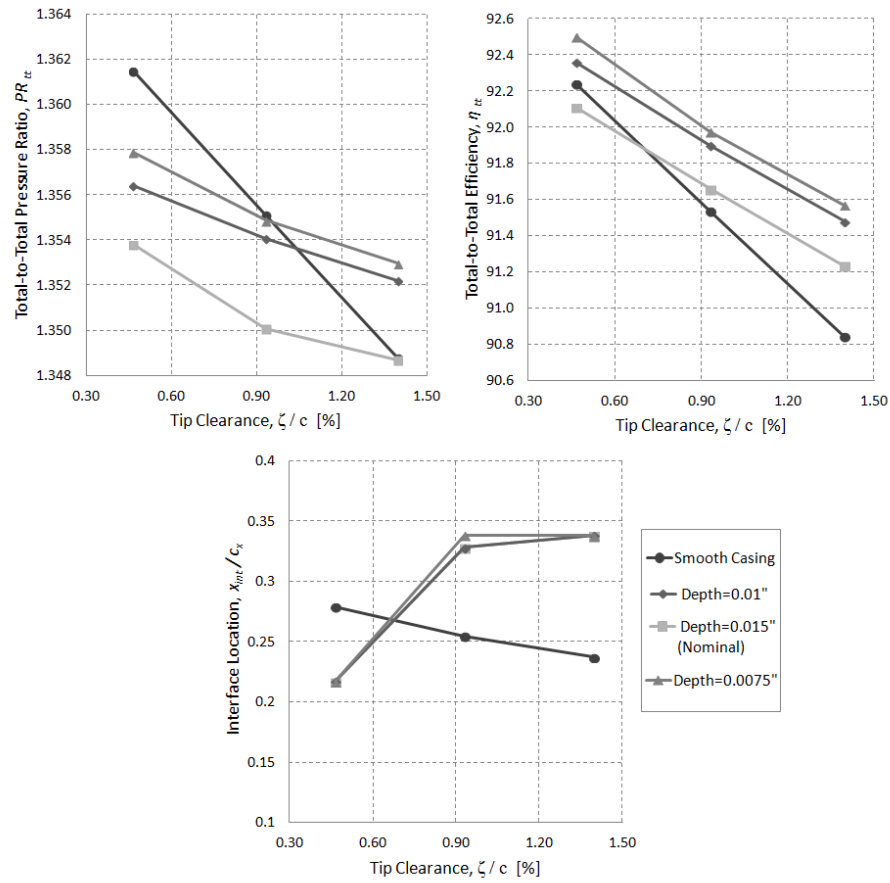 Total-to-Total Pressure Ratio, PR tt
1.364
1.362
1.360
1.358
1.356
1.354
1.352
1.350
1.348
0.30 0.60 0.90 1.20 1.50
Tip Clearance, ζ / c [%]
Total-to-Total Efficiency, η tt
92.6
92.4
92.2
92.0
91.8
91.6
91.4
91.2
91.0
90.8
90.6
0.30 0.60 0.90 1.20 1.50
Tip Clearance, ζ / c [%]
Interface Location, x int / c x
0.4
0.35
0.3
0.25
0.2
0.15
0.1
0.30 0.60 0.90 1.20 1.50
Tip Clearance, ζ / c [%]
Smooth Casing
Depth=0.01"
Depth=0.015"
(Nominal)
Depth=0.0075"